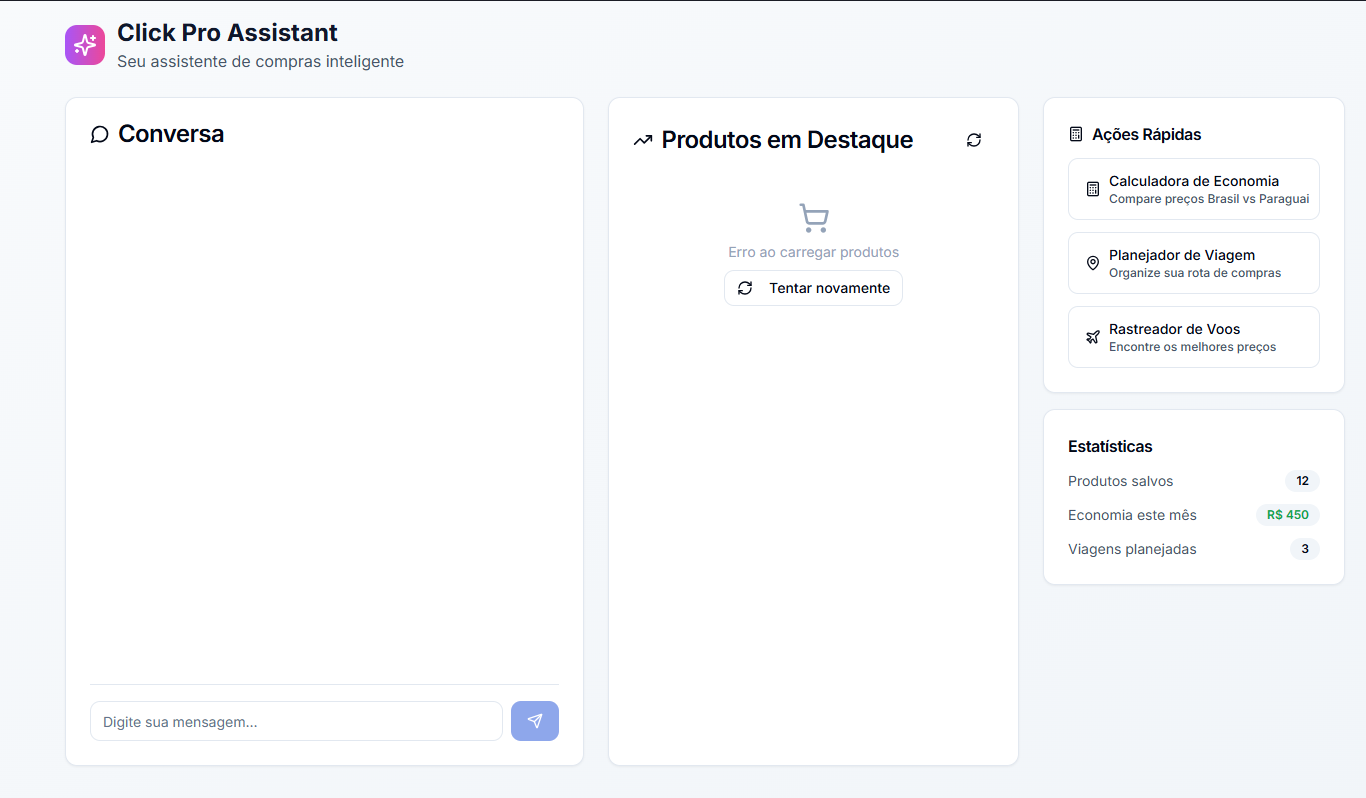 Click Pro Assistant
Seu assistente de compras inteligente
Conversa
Digite sua mensagem...
Produtos em Destaque
Erro ao carregar produtos
Tentar novamente
Ações Rápidas
Calculadora de Economia
Compare preços Brasil vs Paraguai
Planejador de Viagem
Organize sua rota de compras
Rastreador de Voos
Encontre os melhores preços
Estatísticas
Produtos salvos 12
Economia este mês R$ 450
Viagens planejadas 3